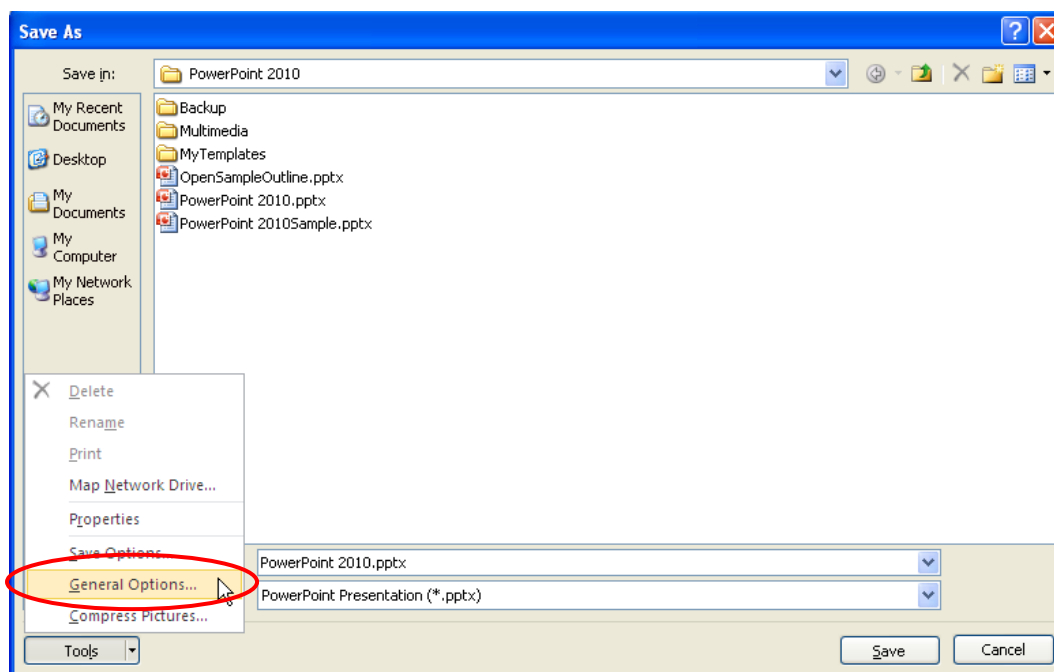 Save As
Save in:
PowerPoint 2010
My Recent
Documents
Desktop
My
Documents
My
Computer
My Network
Places
Backup
Multimedia
MyTemplates
OpenSampleOutline.pptx
PowerPoint 2010.pptx
PowerPoint 2010Sample.pptx
Delete
Rename
Print
Map Network Drive...
Properties
Save Options...
General Options...
Compress Pictures...
PowerPoint 2010.pptx
PowerPoint Presentation (*.pptx)
Tools
Save
Cancel